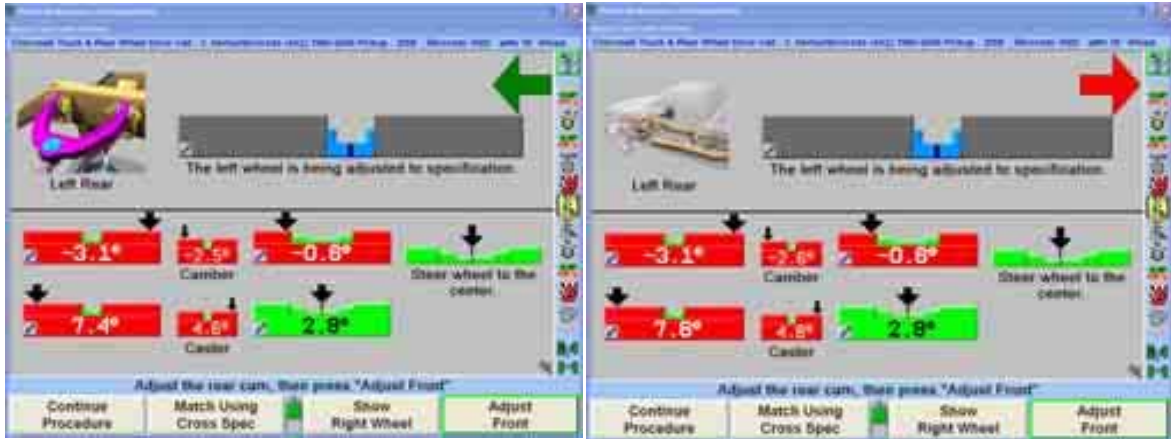 Left Rear
The left wheel is being adjusted to specification.
-3.1°
-2.5°
-0.6°
Camber
Steer wheel to the
center.
7.4°
4.6°
2.8°
Caster
Adjust the rear cam, then press "Adjust Front"
Continue
Procedure
Match Using
Cross Spec
Show
Right Wheel
Adjust
Front
Left Rear
The left wheel is being adjusted to specification.
-3.1°
-2.6°
-0.6°
Camber
Steer wheel to the
center.
7.6°
4.8°
2.8°
Caster
Adjust the rear cam, then press "Adjust Front"
Continue
Procedure
Match Using
Cross Spec
Show
Right Wheel
Adjust
Front